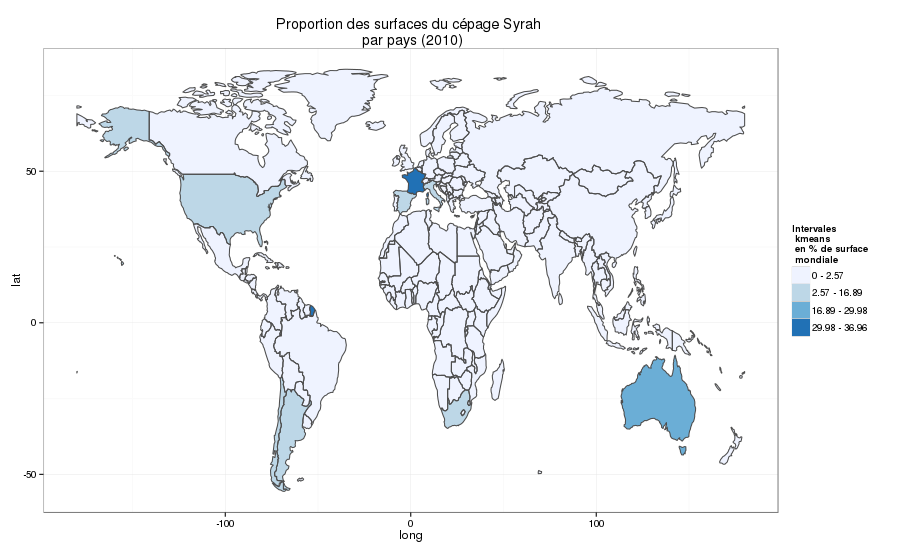 Proportion des surfaces du cépage Syrah
par pays (2010)
50
0
-50
lat
-100
0
100
long
Intervales
kmeans
en % de surface
mondiale
0 - 2.57
2.57 - 16.89
16.89 - 29.98
29.98 - 36.96